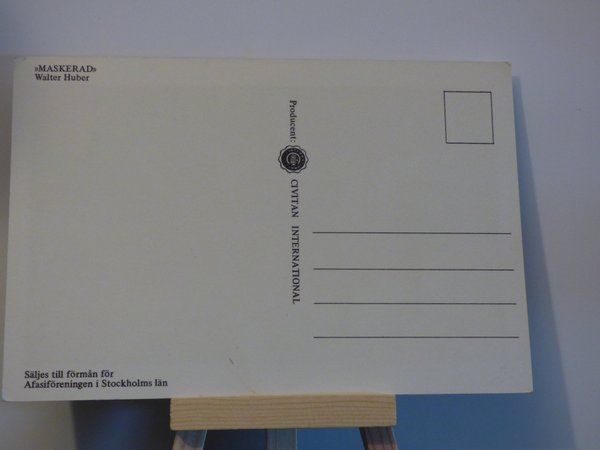 »MASKERAD»
Walter Huber
Producent:
CIVITAN INTERNATIONAL
Säljes till förmån för
Afasiföreningen i Stockholms län